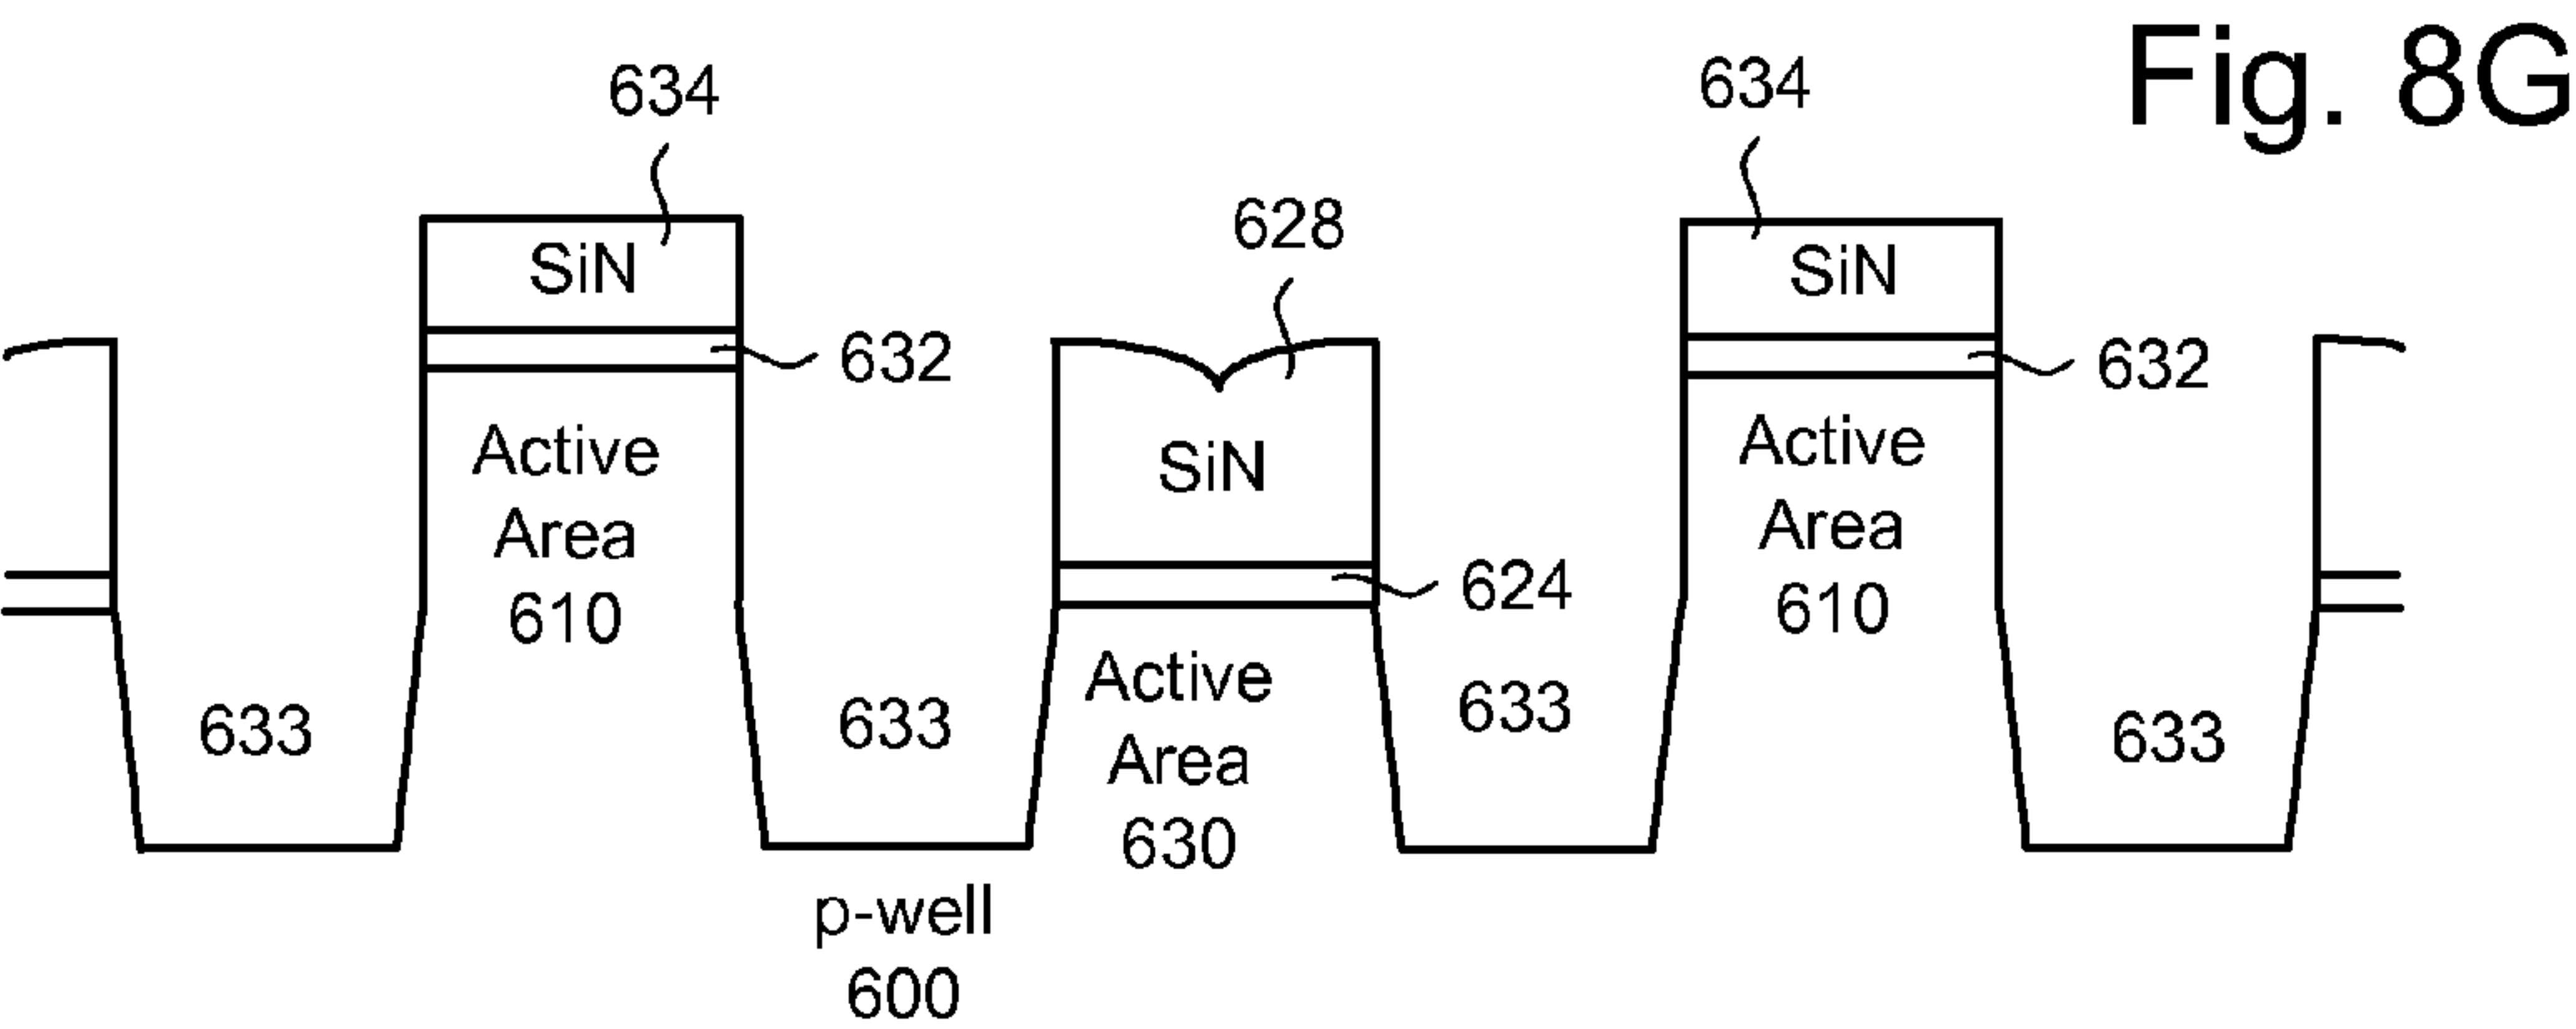 Fig. 8G
634
634
628
SiN
SiN
632
632
Active
Area
610
Active
Area
610
SiN
624
Active
Area
630
633
633
633
633
p-well
600